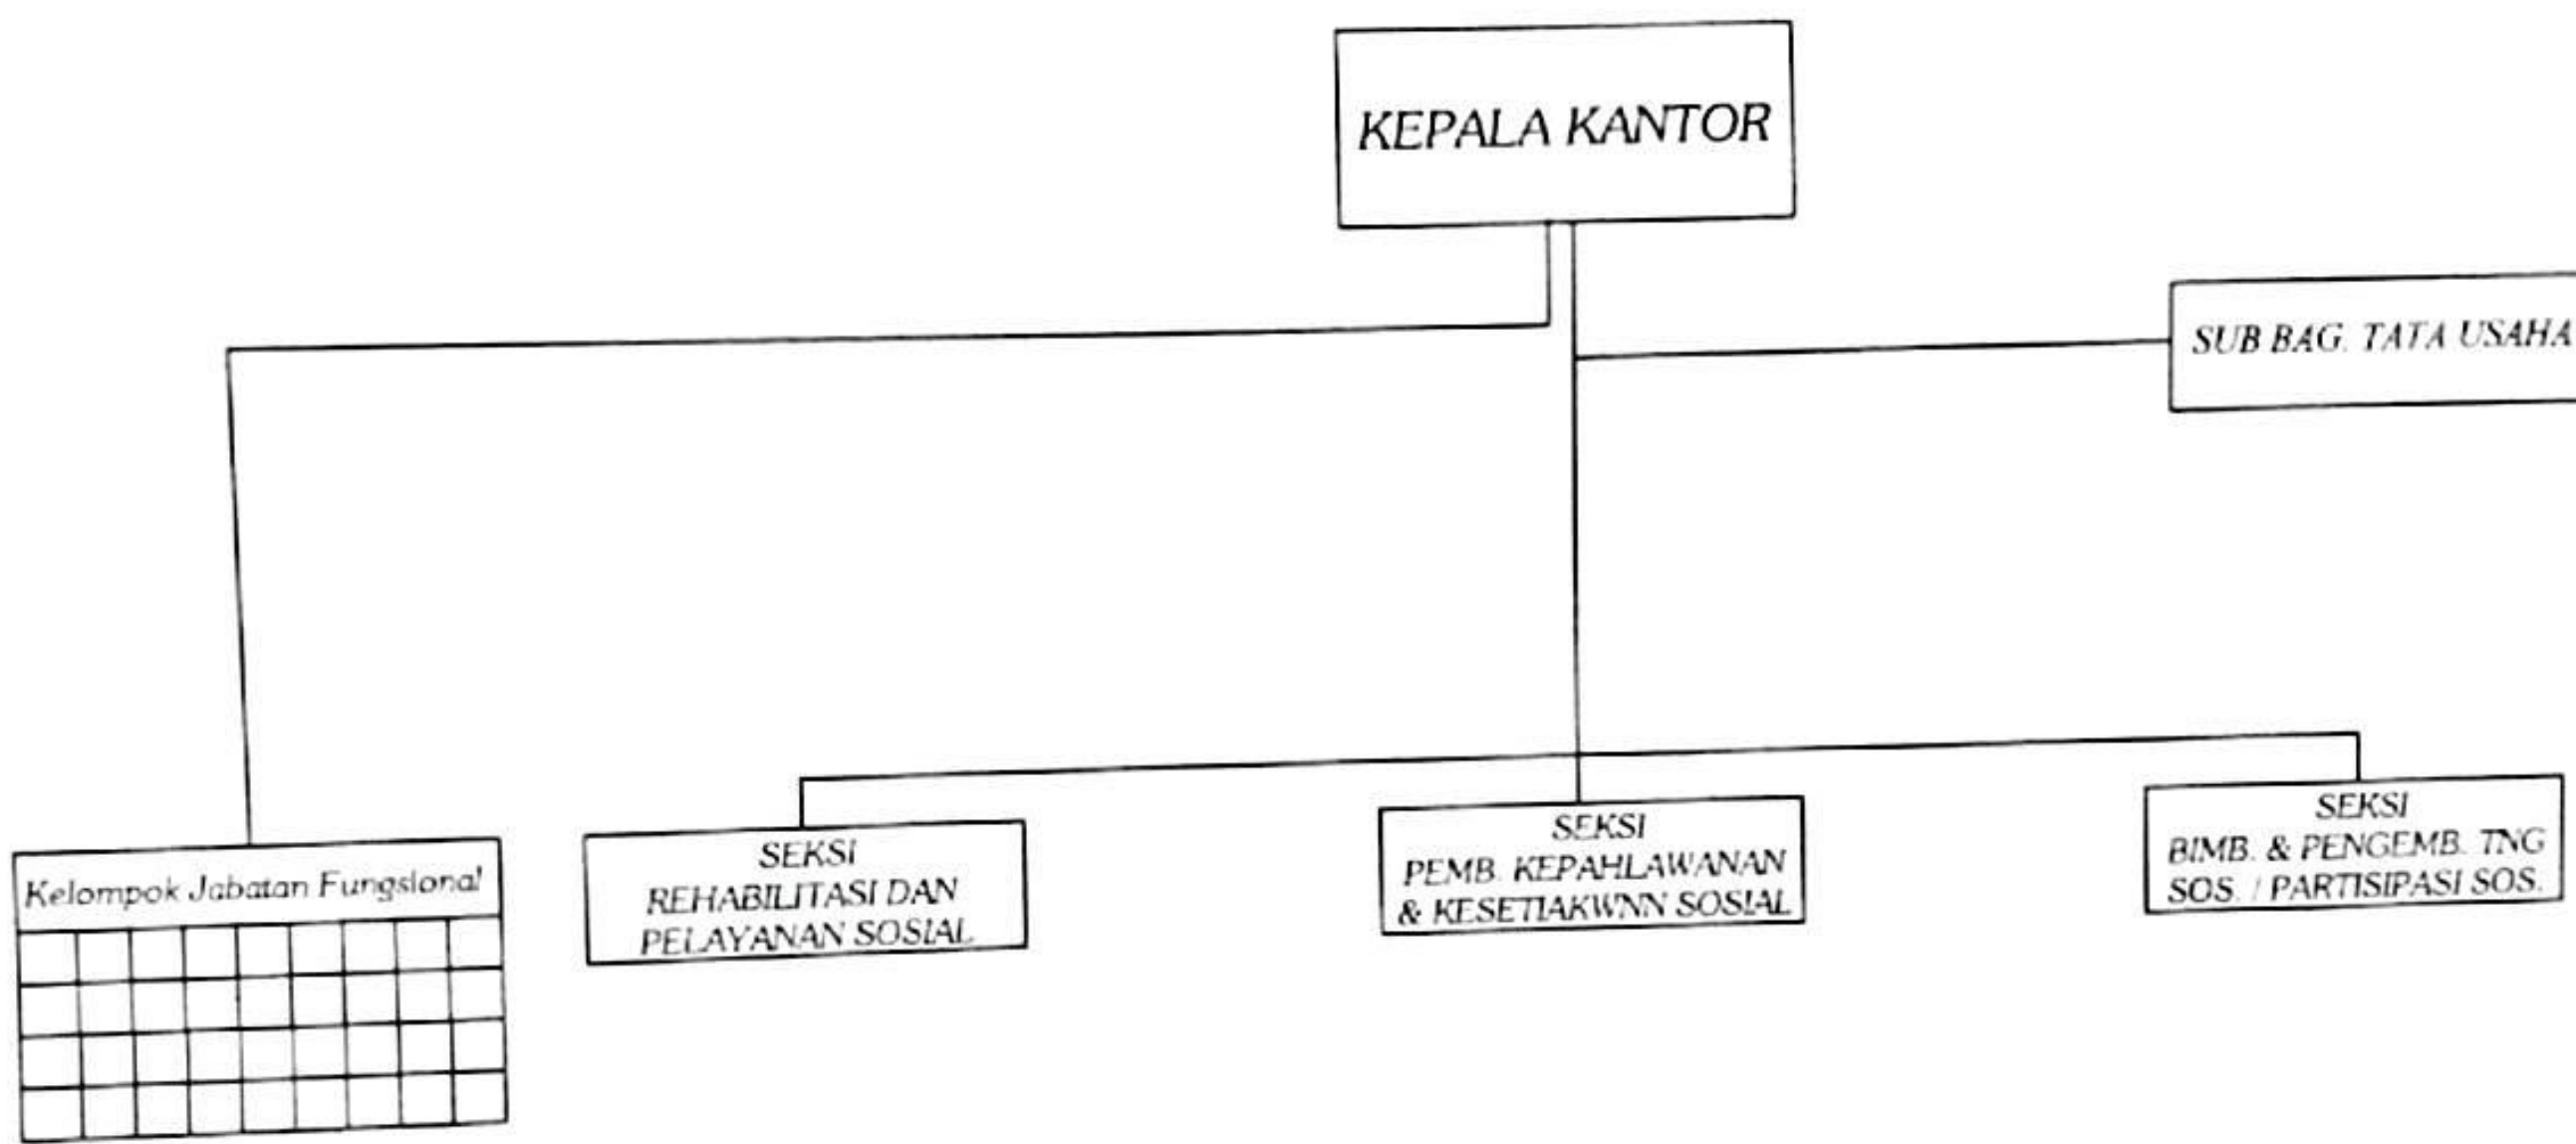 KEPALA KANTOR
SUB BAG. TATA USAHA
Kelompok Jabatan Fungsional
SEKSI
REHABILITASI DAN
PELAYANAN SOSIAL
SEKSI
PEMB. KEPAHLAWANAN
& KESETIAKWNN SOSIAL
SEKSI
BIMB. & PENGEMB. TNG
SOS. / PARTISIPASI SOS.